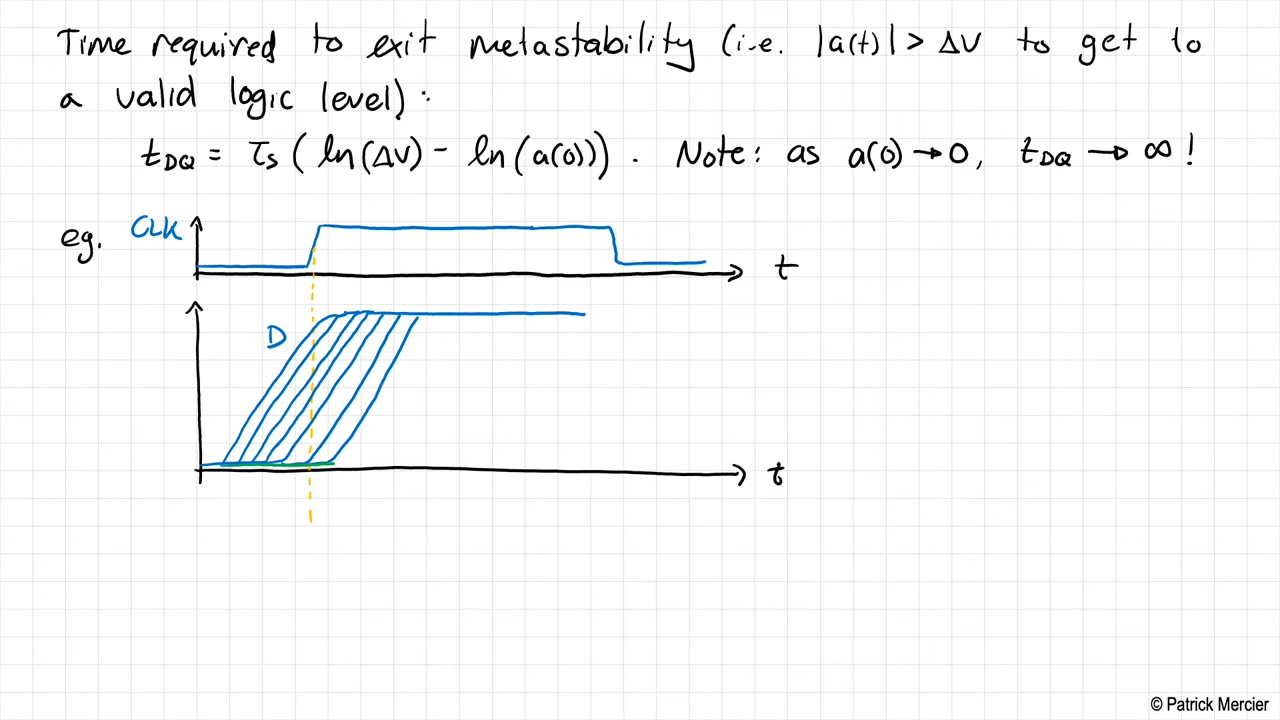 Time required to exit metastability (i.e. |a(t)| > ΔV to get to
a valid logic level):
t_DQ = τ_s ( ln(ΔV) - ln(a(0)) ). Note: as a(0) → 0, t_DQ → ∞!
eg. CLK
t
D
t
© Patrick Mercier